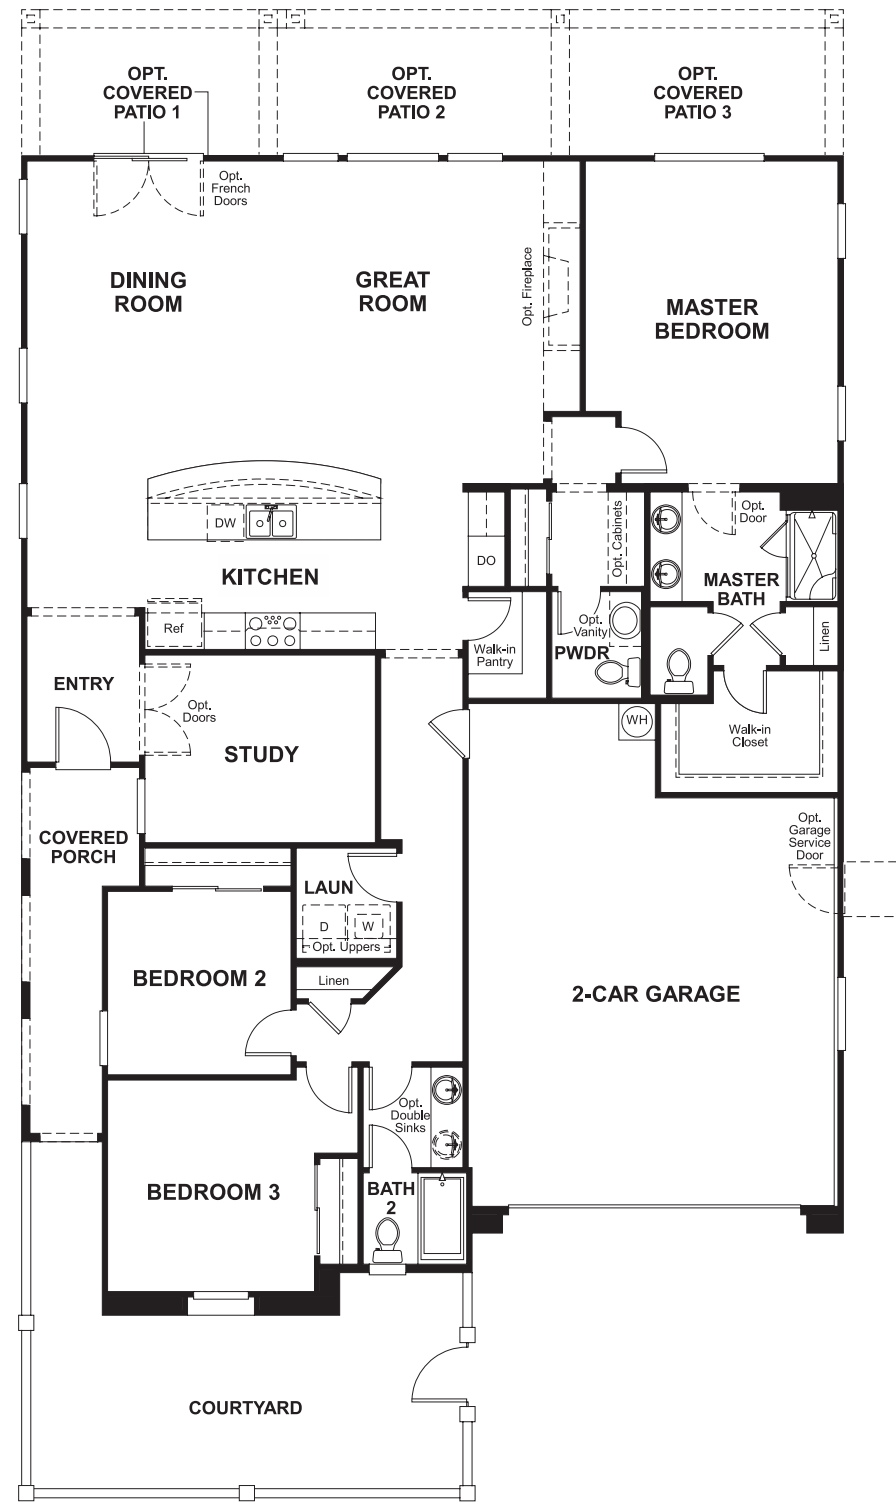 OPT.
COVERED
PATIO 1
OPT.
COVERED
PATIO 2
OPT.
COVERED
PATIO 3
Opt.
French
Doors
DINING
ROOM
GREAT
ROOM
Opt. Fireplace
MASTER
BEDROOM
DW
KITCHEN
DO
Opt. Cabinets
Opt.
Door
MASTER
BATH
Ref
Walk-in
Pantry
Opt.
Vanity
PWDR
Linen
ENTRY
Opt.
Doors
STUDY
WH
Walk-in
Closet
COVERED
PORCH
Opt.
Garage
Service
Door
LAUN
D
W
Opt. Uppers
BEDROOM 2
Linen
2-CAR GARAGE
Opt.
Double
Sinks
BEDROOM 3
BATH
2
COURTYARD